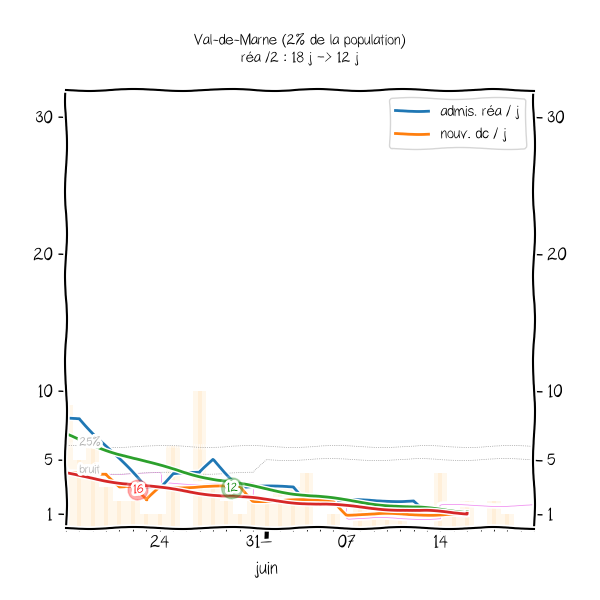 Val-de-Marne (2% de la population)
réa /2 : 18 j -> 12 j
admis. réa / j
nouv. dc / j
30
30
20
20
10
10
25%
5
5
bruit
16
12
1
1
24
31
07
14
juin